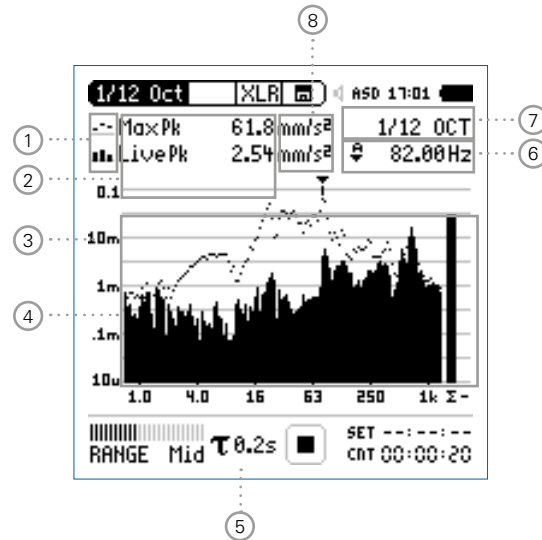 8
1/12 Oct XLR ASD 17:01
MaxPk 61.8 mm/s² 1/12 OCT
LivePk 2.54 mm/s² 82.00Hz
1
2
3
4
5
6
7
0.1
10m
1m
.1m
10u
1.0 4.0 16 63 250 1k Σ-
RANGE Mid τ0.2s SET --:--:--
CNT 00:00:20